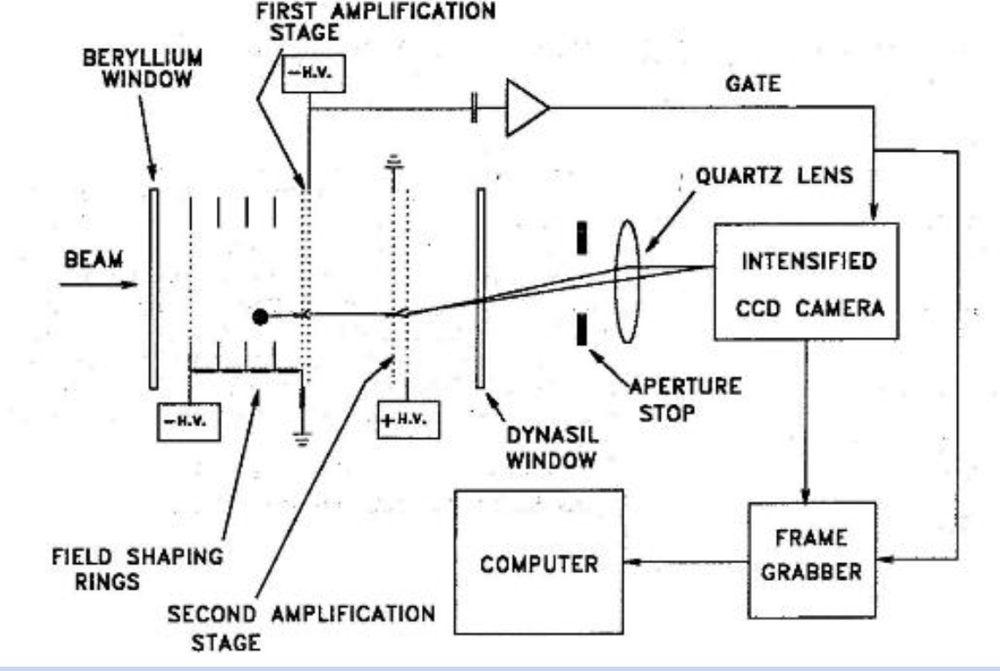 FIRST AMPLIFICATION
STAGE
BERYLLIUM
WINDOW
-H.V.
GATE
QUARTZ LENS
BEAM
INTENSIFIED
CCD CAMERA
APERTURE
STOP
-H.V.
+H.V.
DYNASIL
WINDOW
FIELD SHAPING
RINGS
COMPUTER
FRAME
GRABBER
SECOND AMPLIFICATION
STAGE